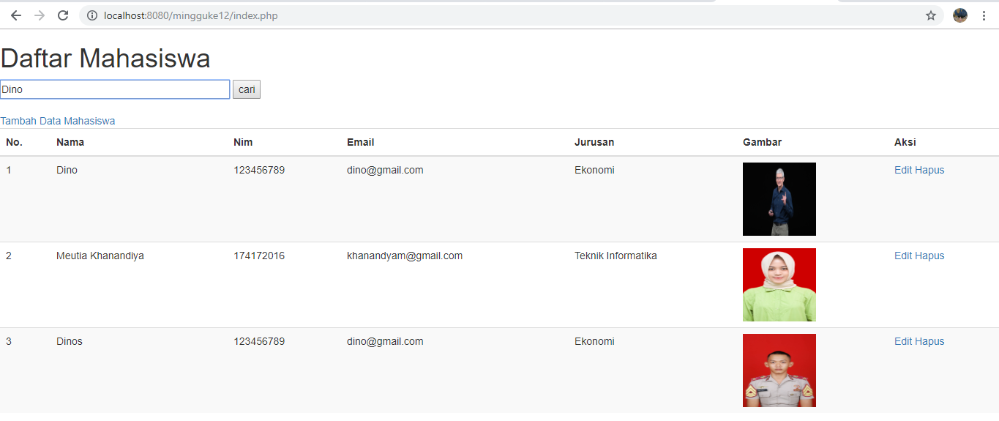 localhost:8080/mingguke12/index.php
Daftar Mahasiswa
Dino cari
Tambah Data Mahasiswa
No. Nama Nim Email Jurusan Gambar Aksi
1 Dino 123456789 dino@gmail.com Ekonomi Edit Hapus
2 Meutia Khanandiya 174172016 khanandyam@gmail.com Teknik Informatika Edit Hapus
3 Dinos 123456789 dino@gmail.com Ekonomi Edit Hapus